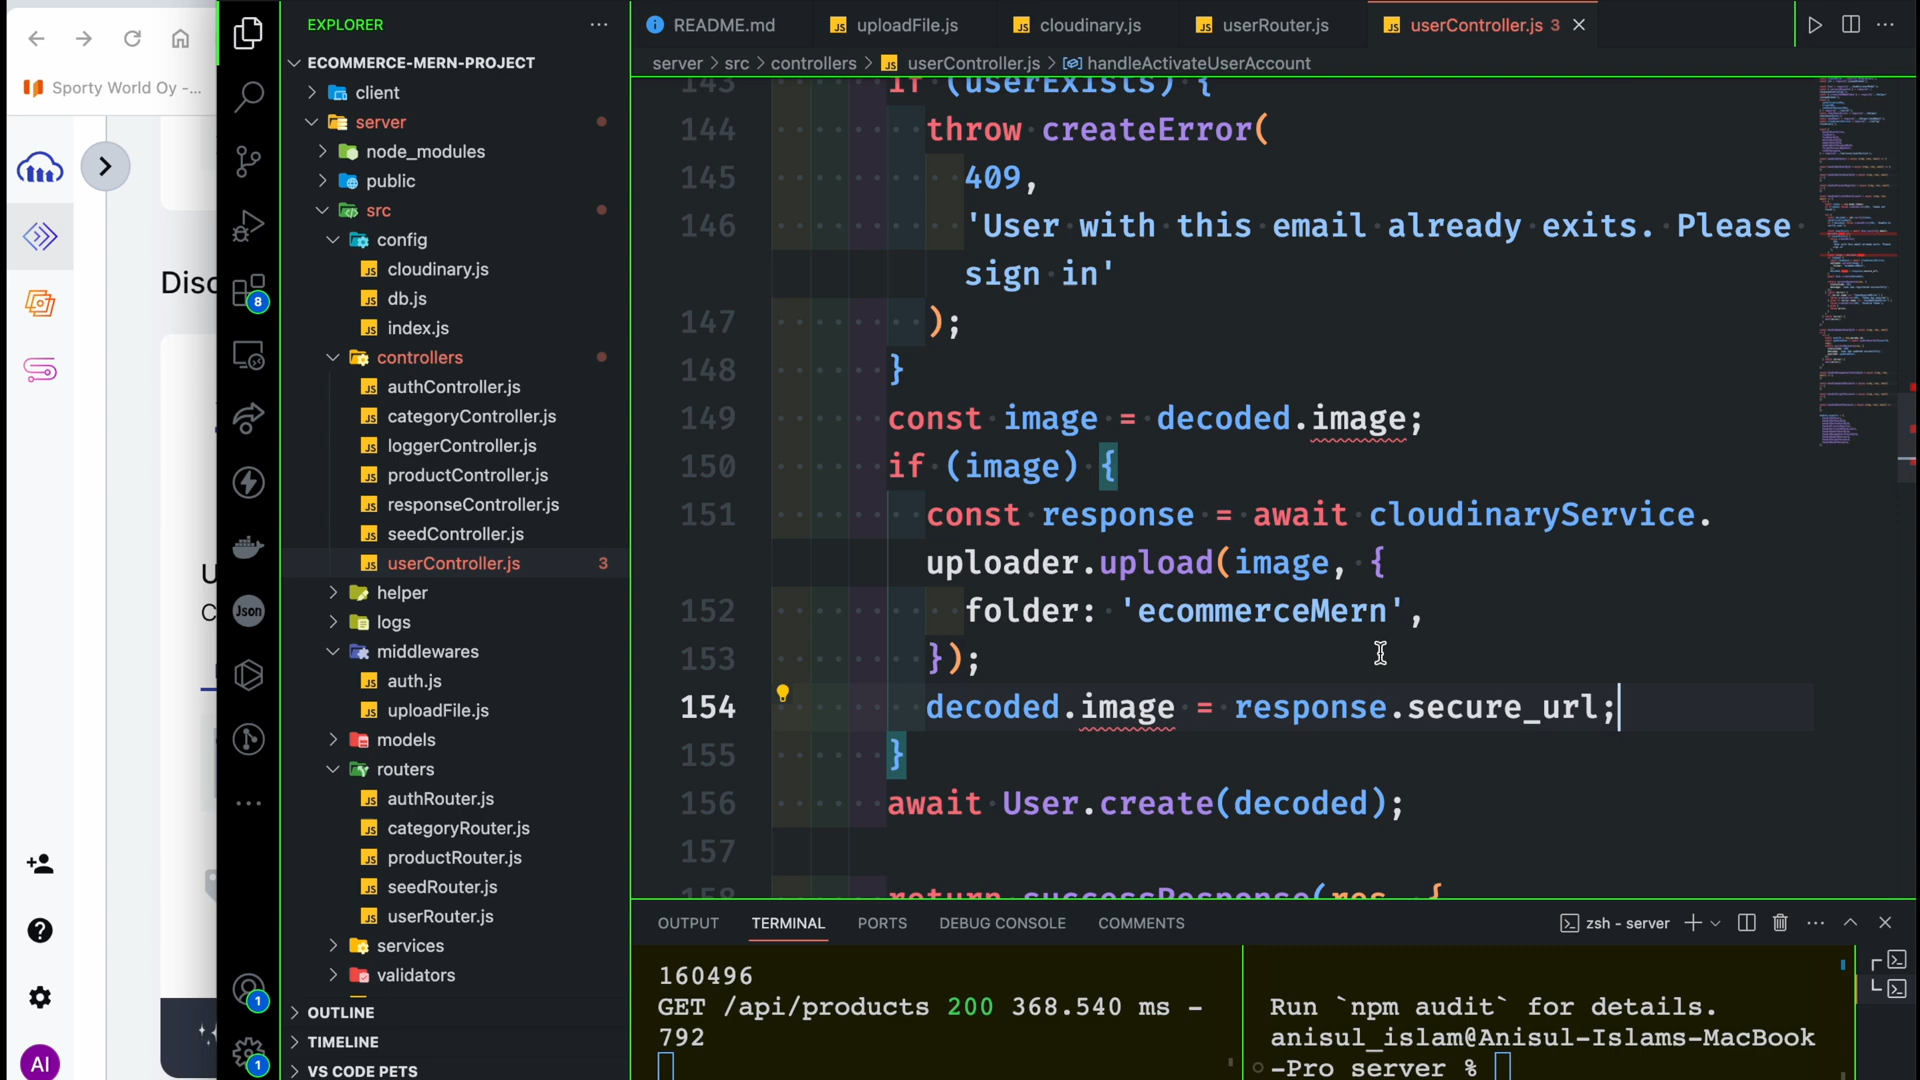 EXPLORER
README.md
uploadFile.js
cloudinary.js
userRouter.js
userController.js 3
Sporty World Oy -...
server > src > controllers > userController.js > handleActivateUserAccount
ECOMMERCE-MERN-PROJECT
client
server
node_modules
public
src
config
cloudinary.js
db.js
index.js
controllers
authController.js
categoryController.js
loggerController.js
productController.js
responseController.js
seedController.js
userController.js 3
helper
logs
middlewares
auth.js
uploadFile.js
models
routers
authRouter.js
categoryRouter.js
productRouter.js
seedRouter.js
userRouter.js
services
validators
OUTLINE
TIMELINE
VS CODE PETS
Disc
U
C
AI
8
Json
1
1
143 if (userExists) {
144 throw createError(
145 409,
146 'User with this email already exits. Please
sign in'
147 );
148 }
149 const image = decoded.image;
150 if (image) {
151 const response = await cloudinaryService.
uploader.upload(image, {
152 folder: 'ecommerceMern',
153 });
154 decoded.image = response.secure_url;
155 }
156 await User.create(decoded);
157
158 return successResponse(res, {
OUTPUT
TERMINAL
PORTS
DEBUG CONSOLE
COMMENTS
zsh - server
160496
GET /api/products 200 368.540 ms -
792
Run `npm audit` for details.
anisul_islam@Anisul-Islams-MacBook
-Pro server %